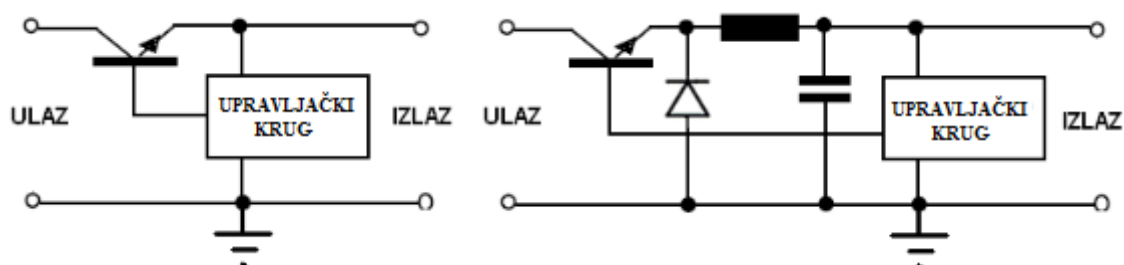 ULAZ
UPRAVLJAČKI
KRUG
IZLAZ
ULAZ
UPRAVLJAČKI
KRUG
IZLAZ